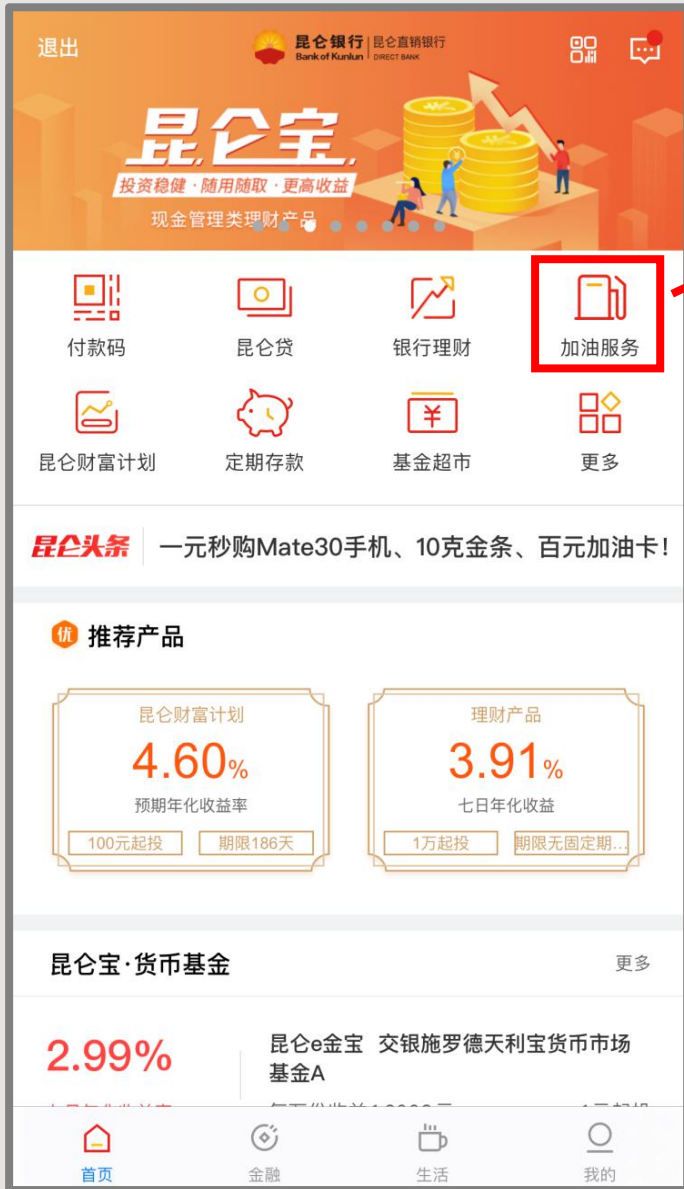 退出
昆仑银行 昆仑直销银行
Bank of Kunlun DIRECT BANK
昆仑宝
投资稳健·随用随取·更高收益
现金管理类理财产品
付款码 昆仑贷 银行理财 加油服务
昆仑财富计划 定期存款 基金超市 更多
昆仑头条 一元秒购Mate30手机、10克金条、百元加油卡!
优 推荐产品
昆仑财富计划 理财产品
4.60% 3.91%
预期年化收益率 七日年化收益
100元起投 期限186天 1万起投 期限无固定期...
昆仑宝·货币基金 更多
2.99% 昆仑e金宝 交银施罗德天利宝货币市场
基金A
首页 金融 生活 我的